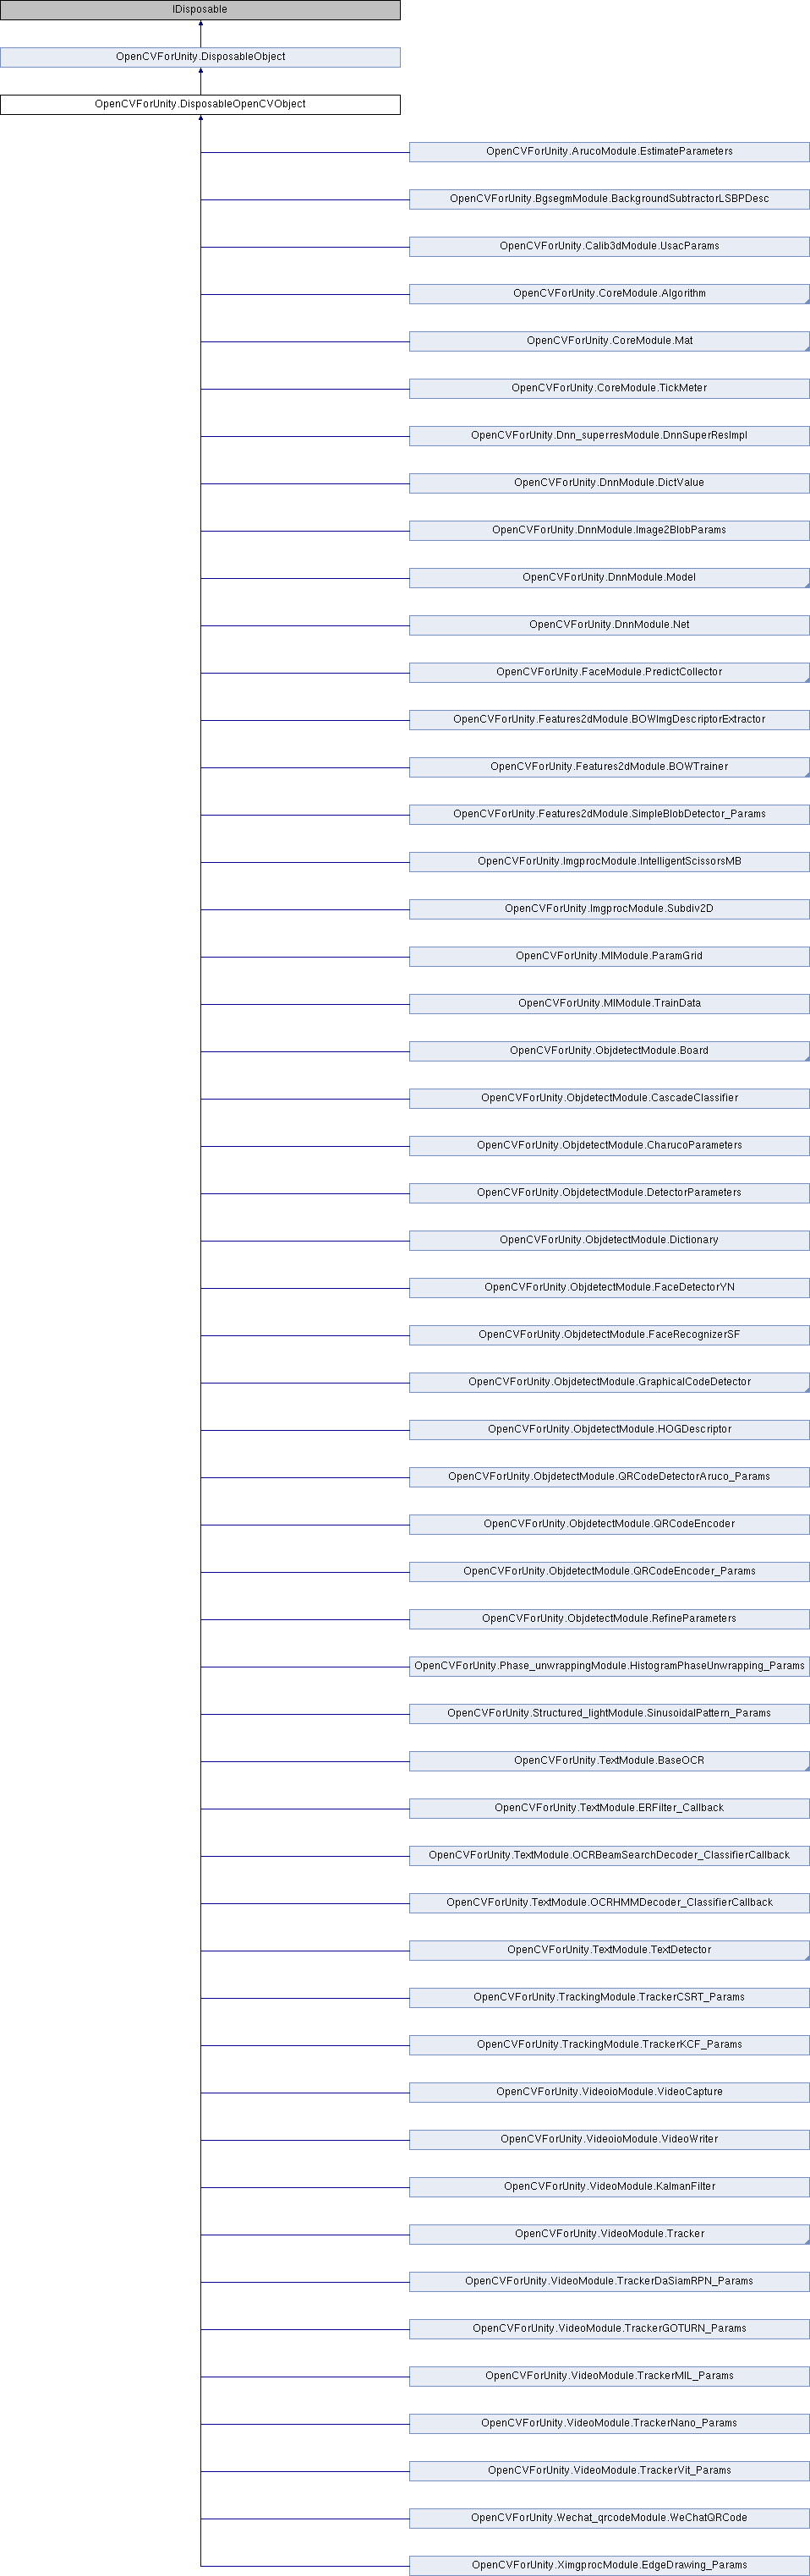 IDisposable
OpenCVForUnity.DisposableObject
OpenCVForUnity.DisposableOpenCVObject
OpenCVForUnity.ArucoModule.EstimateParameters
OpenCVForUnity.BgsegmModule.BackgroundSubtractorLSBPDesc
OpenCVForUnity.Calib3dModule.UsacParams
OpenCVForUnity.CoreModule.Algorithm
OpenCVForUnity.CoreModule.Mat
OpenCVForUnity.CoreModule.TickMeter
OpenCVForUnity.Dnn_superresModule.DnnSuperResImpl
OpenCVForUnity.DnnModule.DictValue
OpenCVForUnity.DnnModule.Image2BlobParams
OpenCVForUnity.DnnModule.Model
OpenCVForUnity.DnnModule.Net
OpenCVForUnity.FaceModule.PredictCollector
OpenCVForUnity.Features2dModule.BOWImgDescriptorExtractor
OpenCVForUnity.Features2dModule.BOWTrainer
OpenCVForUnity.Features2dModule.SimpleBlobDetector_Params
OpenCVForUnity.ImgprocModule.IntelligentScissorsMB
OpenCVForUnity.ImgprocModule.Subdiv2D
OpenCVForUnity.MlModule.ParamGrid
OpenCVForUnity.MlModule.TrainData
OpenCVForUnity.ObjdetectModule.Board
OpenCVForUnity.ObjdetectModule.CascadeClassifier
OpenCVForUnity.ObjdetectModule.CharucoParameters
OpenCVForUnity.ObjdetectModule.DetectorParameters
OpenCVForUnity.ObjdetectModule.Dictionary
OpenCVForUnity.ObjdetectModule.FaceDetectorYN
OpenCVForUnity.ObjdetectModule.FaceRecognizerSF
OpenCVForUnity.ObjdetectModule.GraphicalCodeDetector
OpenCVForUnity.ObjdetectModule.HOGDescriptor
OpenCVForUnity.ObjdetectModule.QRCodeDetectorAruco_Params
OpenCVForUnity.ObjdetectModule.QRCodeEncoder
OpenCVForUnity.ObjdetectModule.QRCodeEncoder_Params
OpenCVForUnity.ObjdetectModule.RefineParameters
OpenCVForUnity.Phase_unwrappingModule.HistogramPhaseUnwrapping_Params
OpenCVForUnity.Structured_lightModule.SinusoidalPattern_Params
OpenCVForUnity.TextModule.BaseOCR
OpenCVForUnity.TextModule.ERFilter_Callback
OpenCVForUnity.TextModule.OCRBeamSearchDecoder_ClassifierCallback
OpenCVForUnity.TextModule.OCRHMMDecoder_ClassifierCallback
OpenCVForUnity.TextModule.TextDetector
OpenCVForUnity.TrackingModule.TrackerCSRT_Params
OpenCVForUnity.TrackingModule.TrackerKCF_Params
OpenCVForUnity.VideoioModule.VideoCapture
OpenCVForUnity.VideoioModule.VideoWriter
OpenCVForUnity.VideoModule.KalmanFilter
OpenCVForUnity.VideoModule.Tracker
OpenCVForUnity.VideoModule.TrackerDaSiamRPN_Params
OpenCVForUnity.VideoModule.TrackerGOTURN_Params
OpenCVForUnity.VideoModule.TrackerMIL_Params
OpenCVForUnity.VideoModule.TrackerNano_Params
OpenCVForUnity.VideoModule.TrackerVit_Params
OpenCVForUnity.Wechat_qrcodeModule.WeChatQRCode
OpenCVForUnity.XimgprocModule.EdgeDrawing_Params